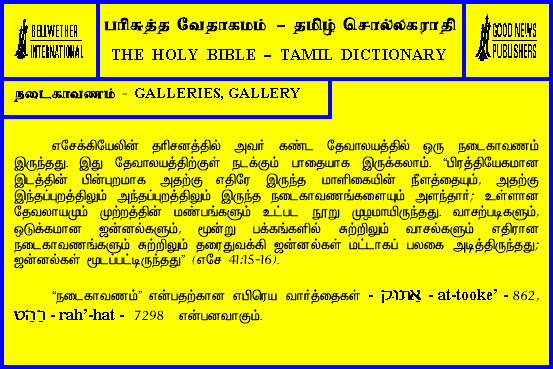 BELLWETHER
INTERNATIONAL
பரிசுத்த வேதாகமம் – தமிழ் சொல்லகராதி
THE HOLY BIBLE – TAMIL DICTIONARY
GOOD NEWS
PUBLISHERS
நடைகாவணம் - GALLERIES, GALLERY
எசேக்கியேலின் தரிசனத்தில் அவர் கண்ட தேவாலயத்தில் ஒரு நடைகாவணம்
இருந்தது. இது தேவாலயத்திற்குள் நடக்கும் பாதையாக இருக்கலாம். “பிரத்தியேகமான
இடத்தின் பின்புறமாக அதற்கு எதிரே இருந்த மாளிகையின் நீளத்தையும், அதற்கு
இந்தப்புறத்திலும் அந்தப்புறத்திலும் இருந்த நடைகாவணங்களையும் அளந்தார்; உள்ளான
தேவலாயமும் முற்றத்தின் மண்பங்களும் உட்பட நூறு முழமாயிருந்தது. வாசற்படிகளும்,
ஒடுக்கமான ஜன்னல்களும், மூன்று பக்கங்களில் சுற்றிலும் வாசல்களும் எதிரான
நடைகாவணங்களும் சுற்றிலும் தரைதுவக்கி ஜன்னல்கள் மட்டாகப் பலகை அடித்திருந்தது;
ஜன்னல்கள் மூடப்பட்டிருந்தது” (எசே 41:15-16).
“நடைகாவணம்” என்பதற்கான எபிரெய வார்த்தைகள் - אַתּוּק - at-tooke’ - 862,
רַהַט - rah’-hat - 7298 என்பனவாகும்.